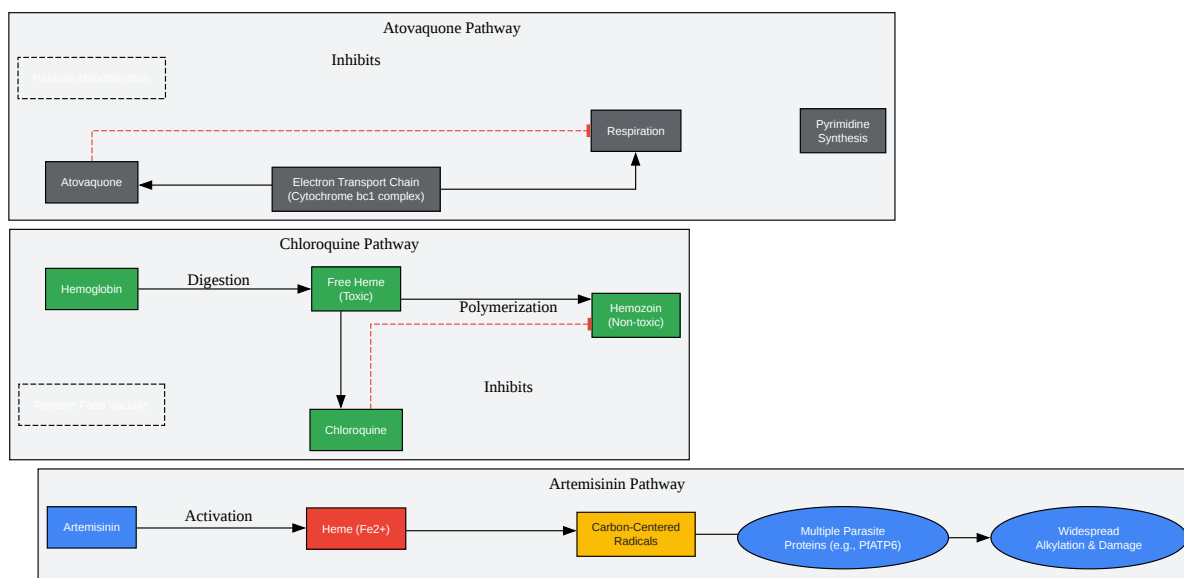 Atovaquone Pathway
Inhibits
Parasite Mitochondrion
Respiration
Pyrimidine
Synthesis
Atovaquone
Electron Transport Chain
(Cytochrome bc1 complex)
Chloroquine Pathway
Hemoglobin
Digestion
Free Heme
(Toxic)
Polymerization
Hemozoin
(Non-toxic)
Inhibits
Parasite Food Vacuole
Chloroquine
Artemisinin Pathway
Artemisinin
Activation
Heme (Fe2+)
Carbon-Centered
Radicals
Multiple Parasite
Proteins (e.g., PfATP6)
Widespread
Alkylation & Damage